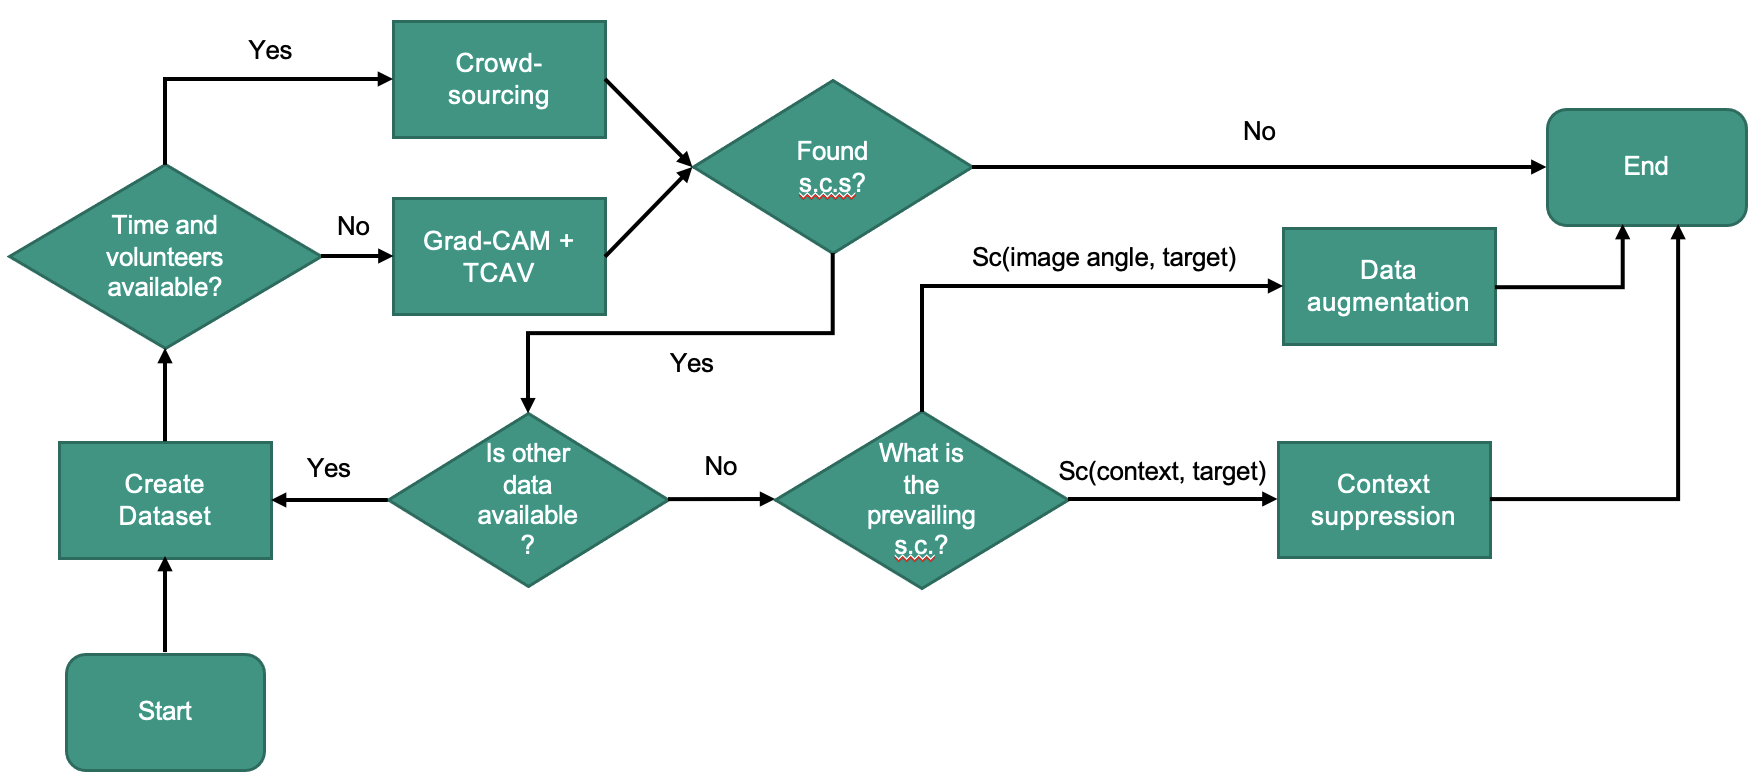 Yes
Crowd-
sourcing
Time and
volunteers
available?
No
Grad-CAM +
TCAV
Found
s.c.s?
No
End
Yes
Sc(image angle, target)
Data
augmentation
Create
Dataset
Yes
Is other
data
available
?
No
What is
the
prevailing
s.c.?
Sc(context, target)
Context
suppression
Start